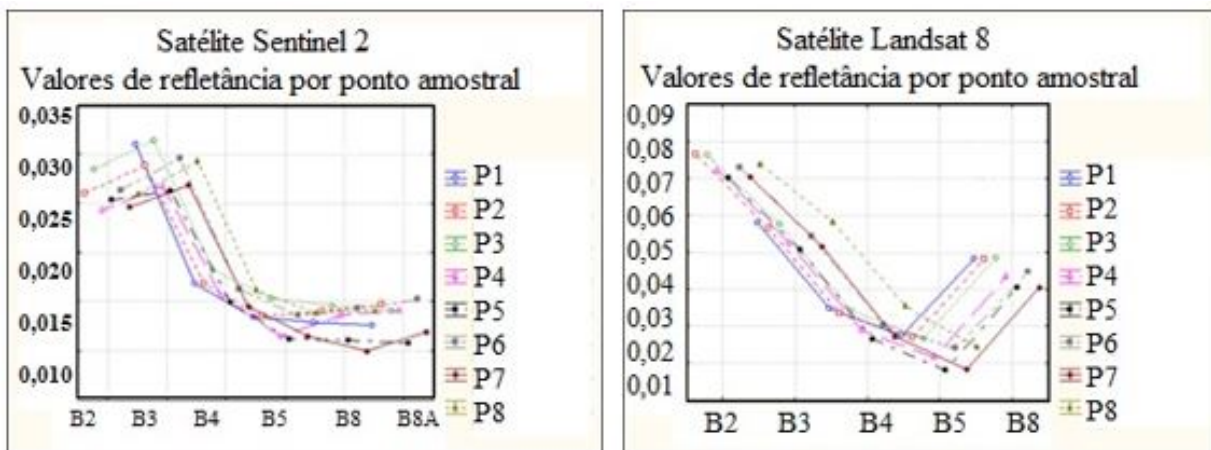 Satélite Sentinel 2
Valores de refletância por ponto amostral
0,035
0,030
0,025
0,020
0,015
0,010
B2 B3 B4 B5 B8 B8A
P1
P2
P3
P4
P5
P6
P7
P8
Satélite Landsat 8
Valores de refletância por ponto amostral
0,09
0,08
0,07
0,06
0,05
0,04
0,03
0,02
0,01
B2 B3 B4 B5 B8
P1
P2
P3
P4
P5
P6
P7
P8